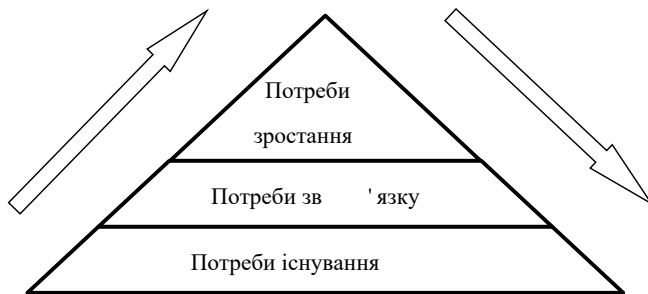 Потреби
зростання
Потреби зв ' язку
Потреби існування